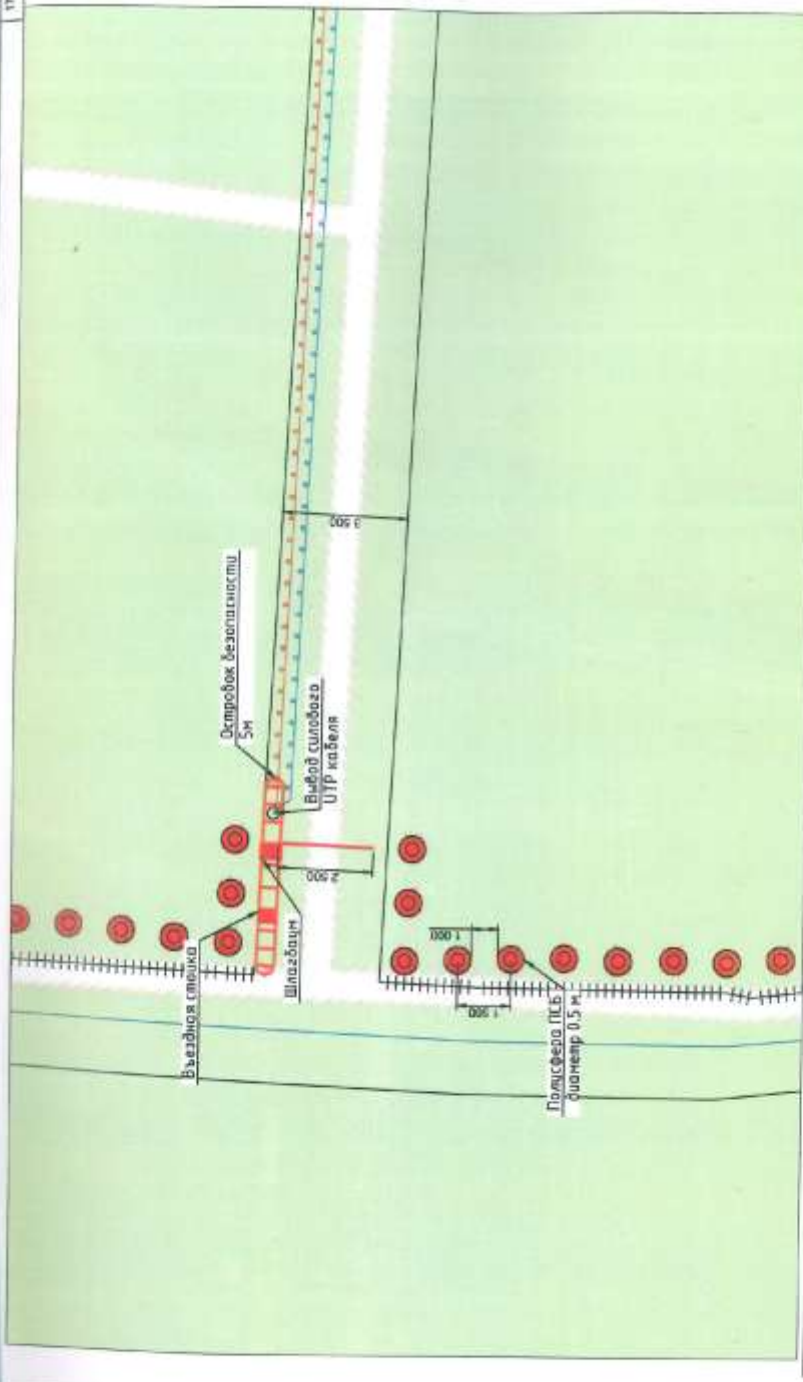 Островок безопасности
5м
3 500
Вывод силового
UTP кабеля
2 500
Въездная стойка
Шлагбаум
1 000
1 500
Полусфера ПСБ
диаметр 0,5 м